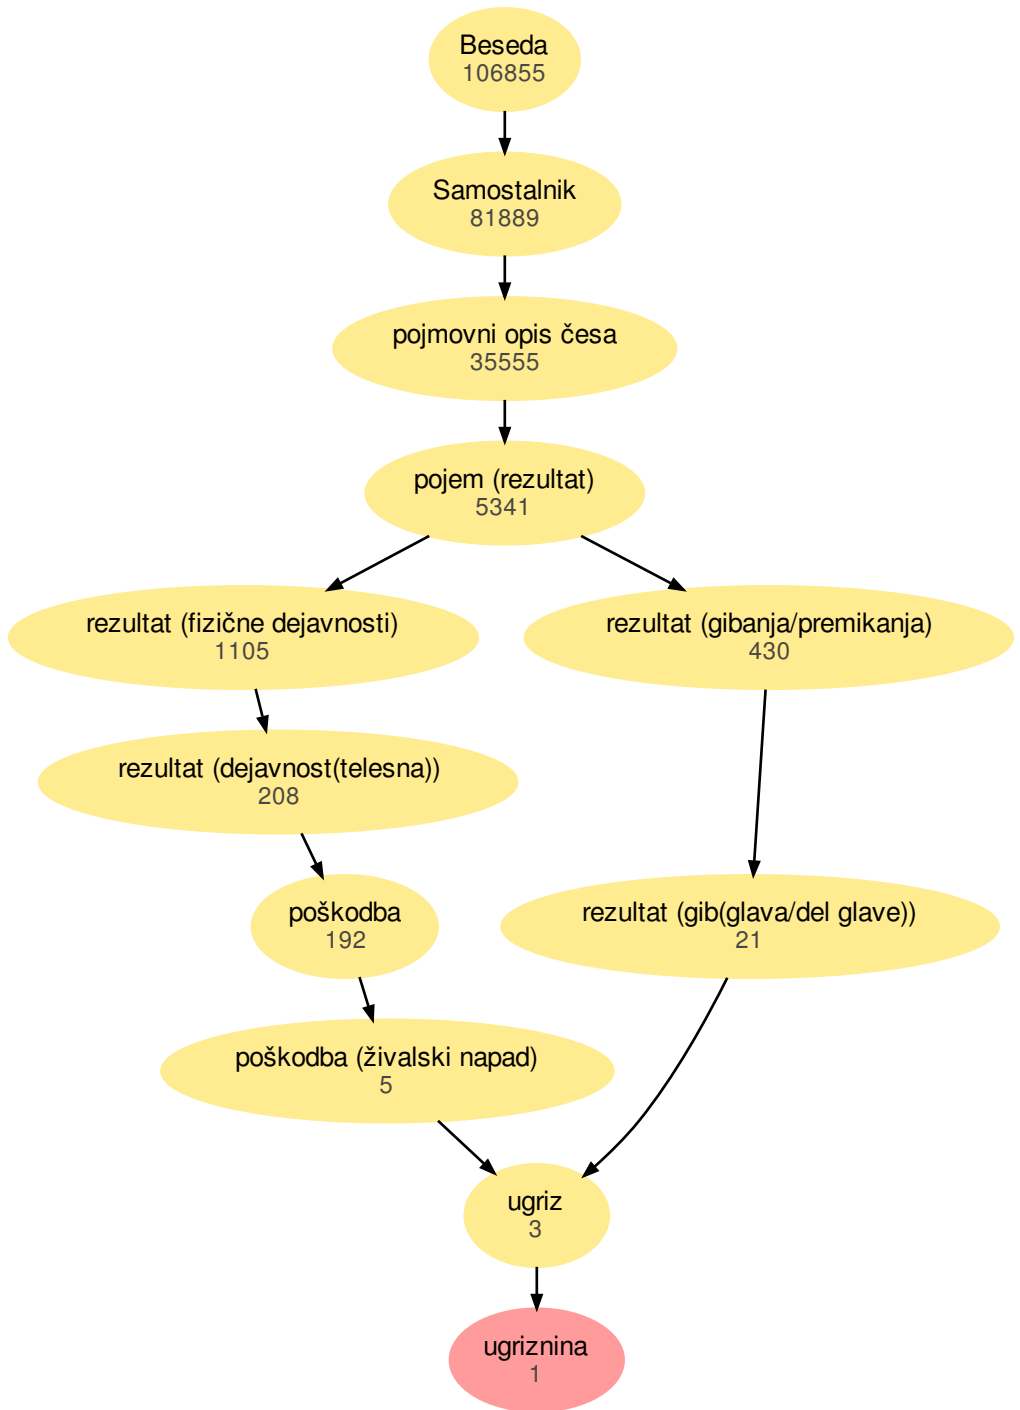 Beseda
106855
Samostalnik
81889
pojmovni opis česa
35555
pojem (rezultat)
5341
rezultat (fizične dejavnosti)
1105
rezultat (gibanja/premikanja)
430
rezultat (dejavnost(telesna))
208
poškodba
192
rezultat (gib(glava/del glave))
21
poškodba (živalski napad)
5
ugriz
3
ugriznina
1